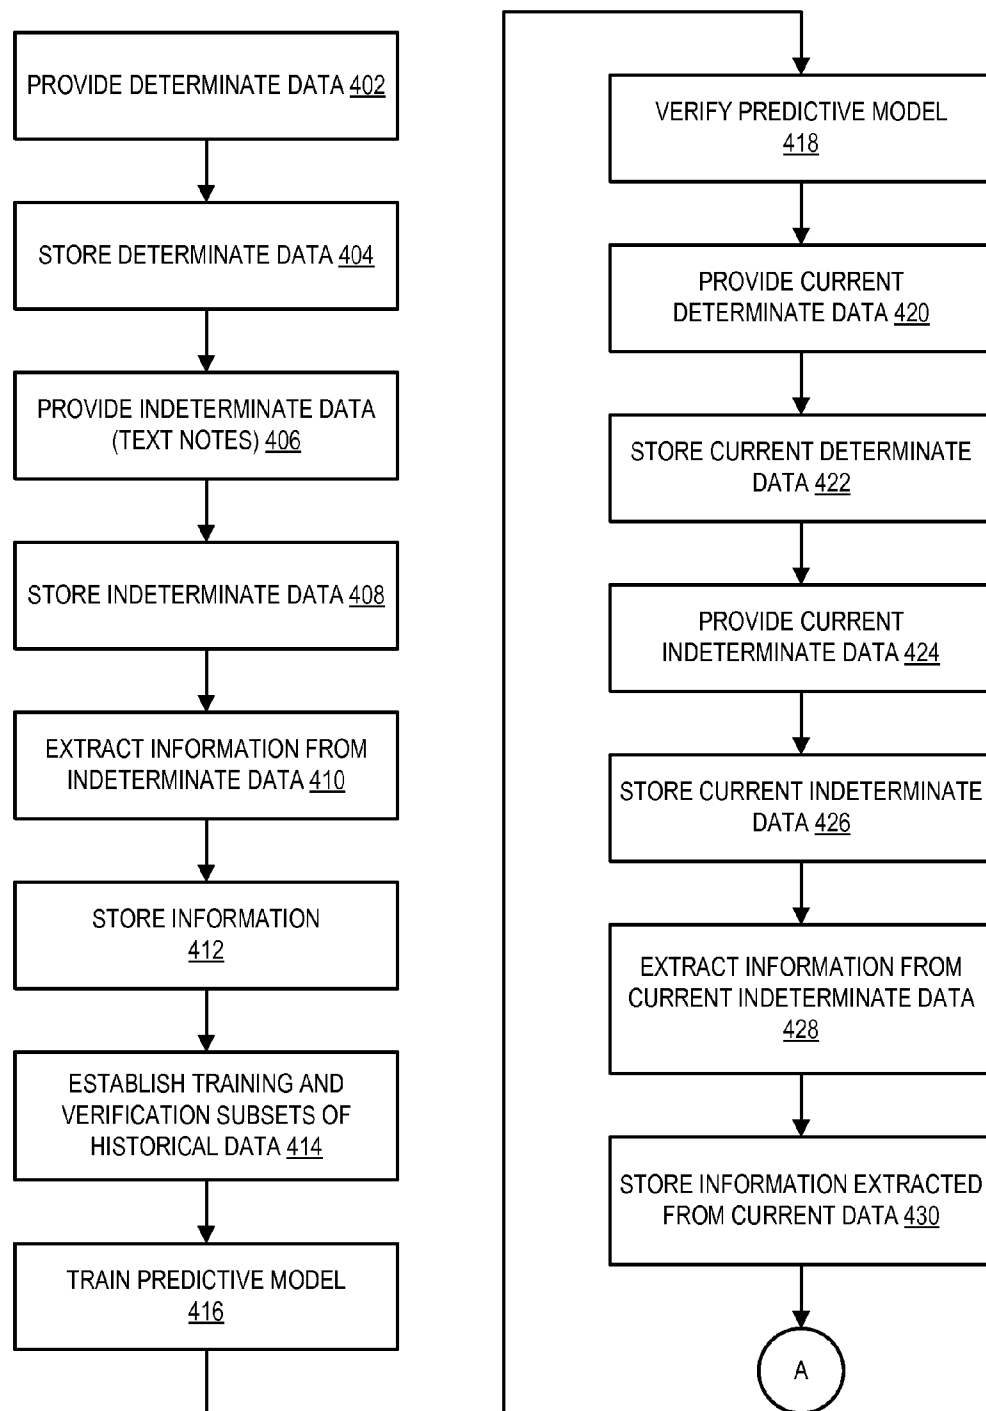 PROVIDE DETERMINATE DATA 402
STORE DETERMINATE DATA 404
PROVIDE INDETERMINATE DATA
(TEXT NOTES) 406
STORE INDETERMINATE DATA 408
EXTRACT INFORMATION FROM
INDETERMINATE DATA 410
STORE INFORMATION
412
ESTABLISH TRAINING AND
VERIFICATION SUBSETS OF
HISTORICAL DATA 414
TRAIN PREDICTIVE MODEL
416
VERIFY PREDICTIVE MODEL
418
PROVIDE CURRENT
DETERMINATE DATA 420
STORE CURRENT DETERMINATE
DATA 422
PROVIDE CURRENT
INDETERMINATE DATA 424
STORE CURRENT INDETERMINATE
DATA 426
EXTRACT INFORMATION FROM
CURRENT INDETERMINATE DATA
428
STORE INFORMATION EXTRACTED
FROM CURRENT DATA 430
A